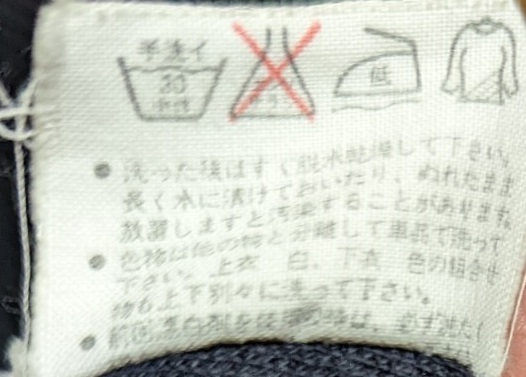 手洗イ
30
中性
低
● 洗った後はすぐ脱水乾燥して下さい。
長く水に漬けておいたり、ぬれたまま
放置しますと汚染することがあります。
● 色物は他の物と分離して単品で洗って
下さい。上衣 白、下衣 色の組合せ
物も上下別々に洗って下さい。
●